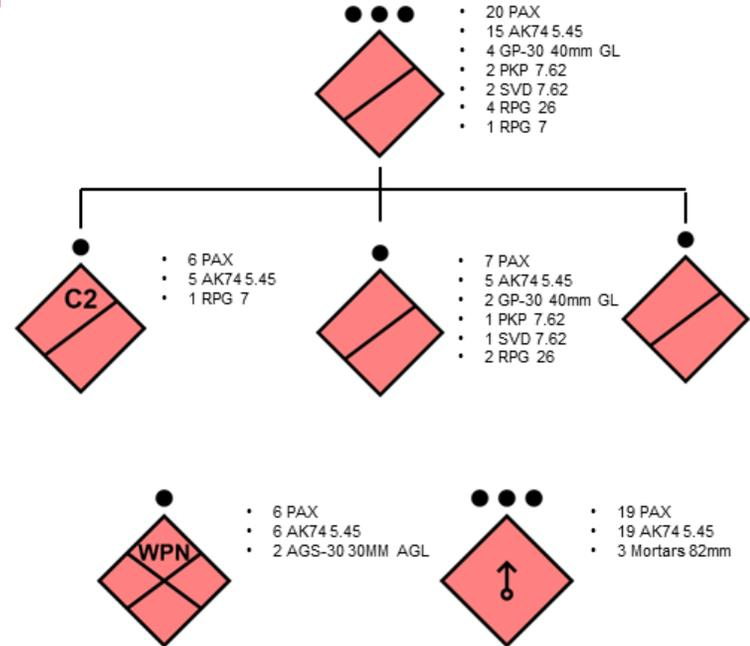 • 20 PAX
• 15 AK74 5.45
• 4 GP-30 40mm GL
• 2 PKP 7.62
• 2 SVD 7.62
• 4 RPG 26
• 1 RPG 7
C2
• 6 PAX
• 5 AK74 5.45
• 1 RPG 7
• 7 PAX
• 5 AK74 5.45
• 2 GP-30 40mm GL
• 1 PKP 7.62
• 1 SVD 7.62
• 2 RPG 26
WPN
• 6 PAX
• 6 AK74 5.45
• 2 AGS-30 30MM AGL
• 19 PAX
• 19 AK74 5.45
• 3 Mortars 82mm